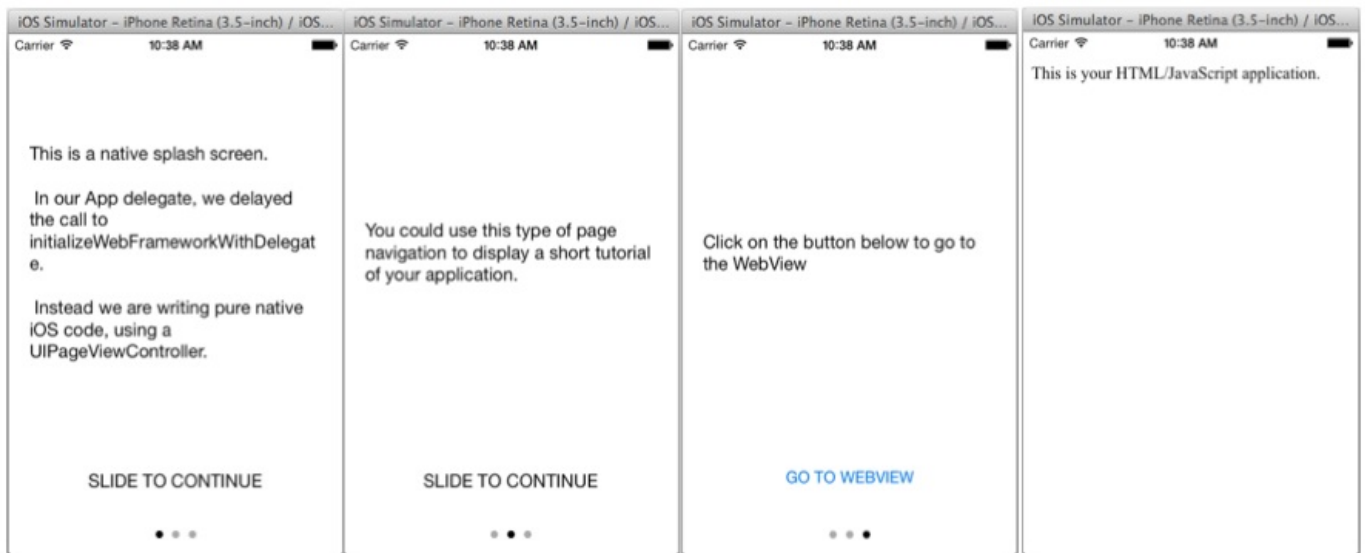 iOS Simulator - iPhone Retina (3.5-inch) / iOS...
Carrier 10:38 AM
This is a native splash screen.
In our App delegate, we delayed
the call to
initializeWebFrameworkWithDelegat
e.
Instead we are writing pure native
iOS code, using a
UIPageViewController.
SLIDE TO CONTINUE
iOS Simulator - iPhone Retina (3.5-inch) / iOS...
Carrier 10:38 AM
You could use this type of page
navigation to display a short tutorial
of your application.
SLIDE TO CONTINUE
iOS Simulator - iPhone Retina (3.5-inch) / iOS...
Carrier 10:38 AM
Click on the button below to go to
the WebView
GO TO WEBVIEW
iOS Simulator - iPhone Retina (3.5-inch) / iOS...
Carrier 10:38 AM
This is your HTML/JavaScript application.